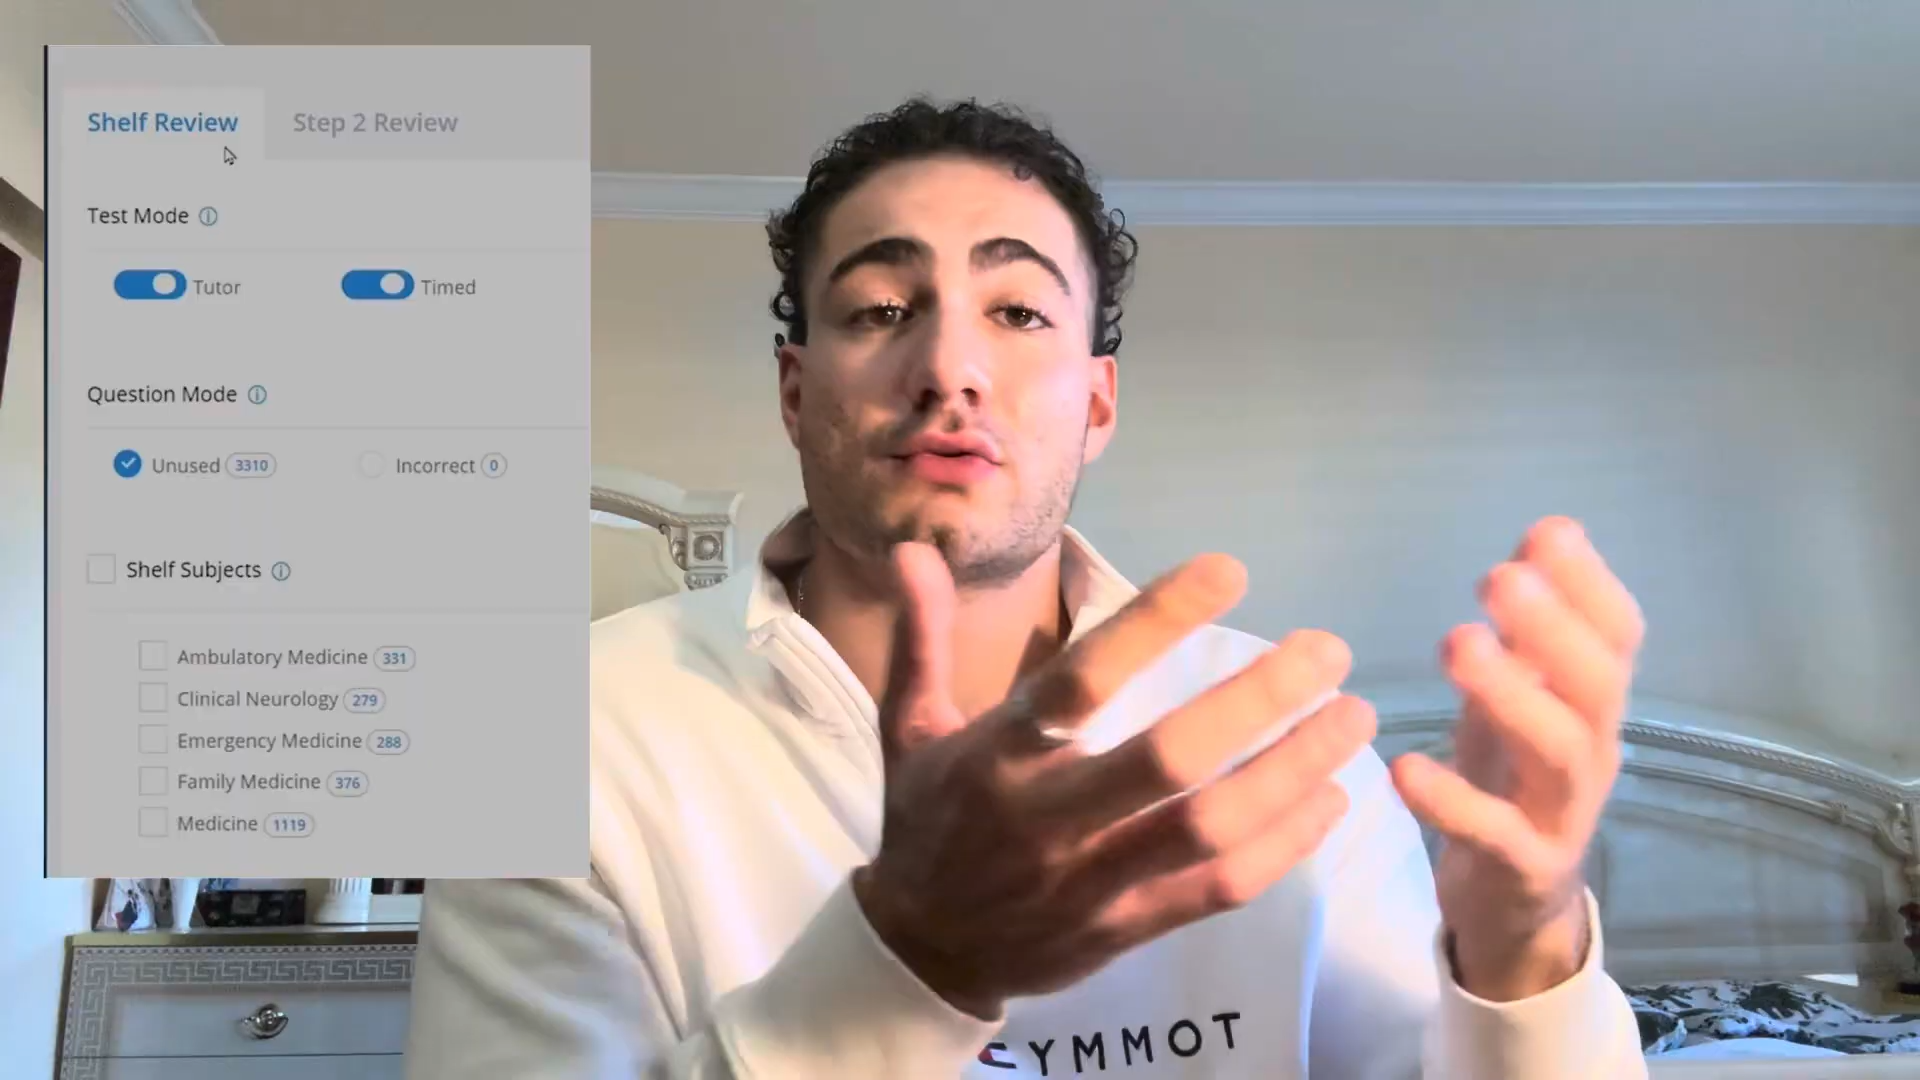 Shelf Review Step 2 Review
Test Mode
Tutor Timed
Question Mode
Unused 3310 Incorrect 0
Shelf Subjects
Ambulatory Medicine 331
Clinical Neurology 279
Emergency Medicine 288
Family Medicine 376
Medicine 1119
EYMMOT